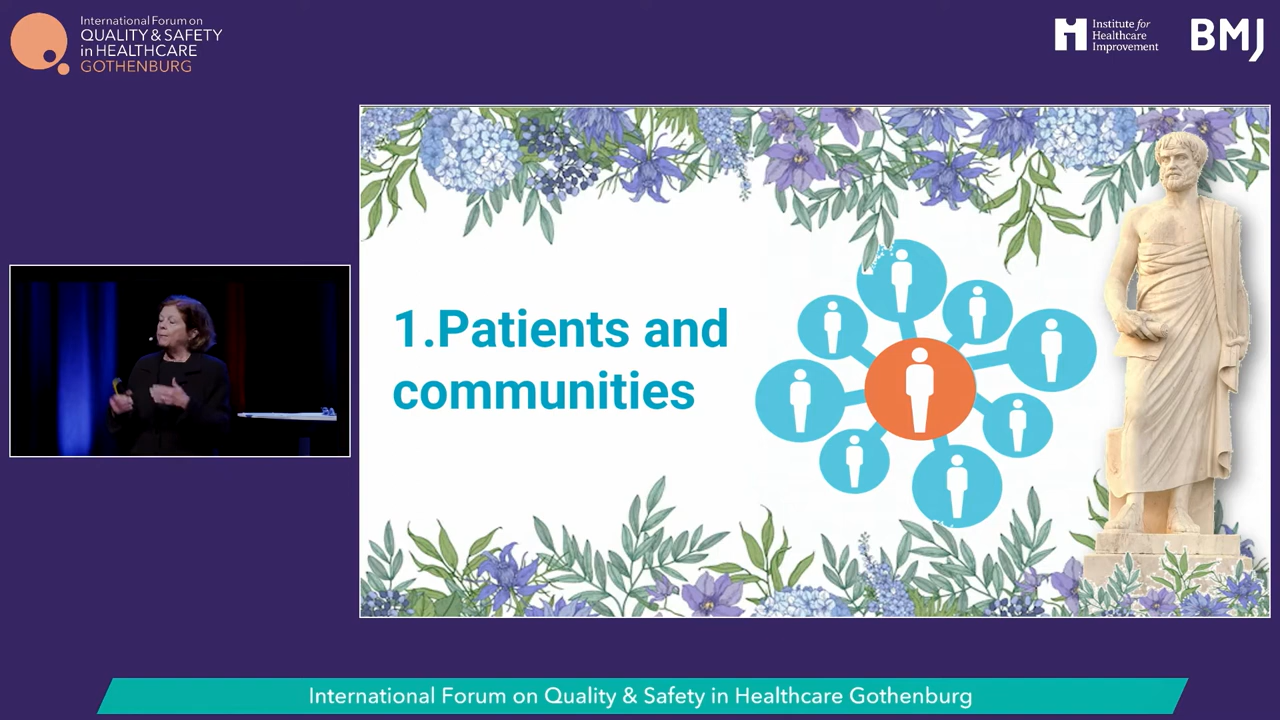 International Forum on
QUALITY & SAFETY
in HEALTHCARE
GOTHENBURG
Institute for
Healthcare
Improvement
BMJ
1.Patients and
communities
International Forum on Quality & Safety in Healthcare Gothenburg